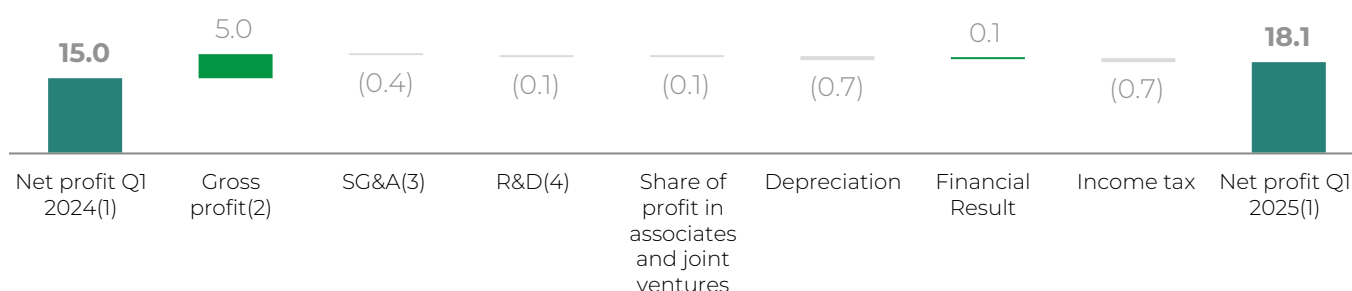 15.0
5.0
(0.4)
(0.1)
(0.1)
(0.7)
0.1
(0.7)
18.1
Net profit Q1
2024(1)
Gross
profit(2)
SG&A(3)
R&D(4)
Share of
profit in
associates
and joint
ventures
Depreciation
Financial
Result
Income tax
Net profit Q1
2025(1)